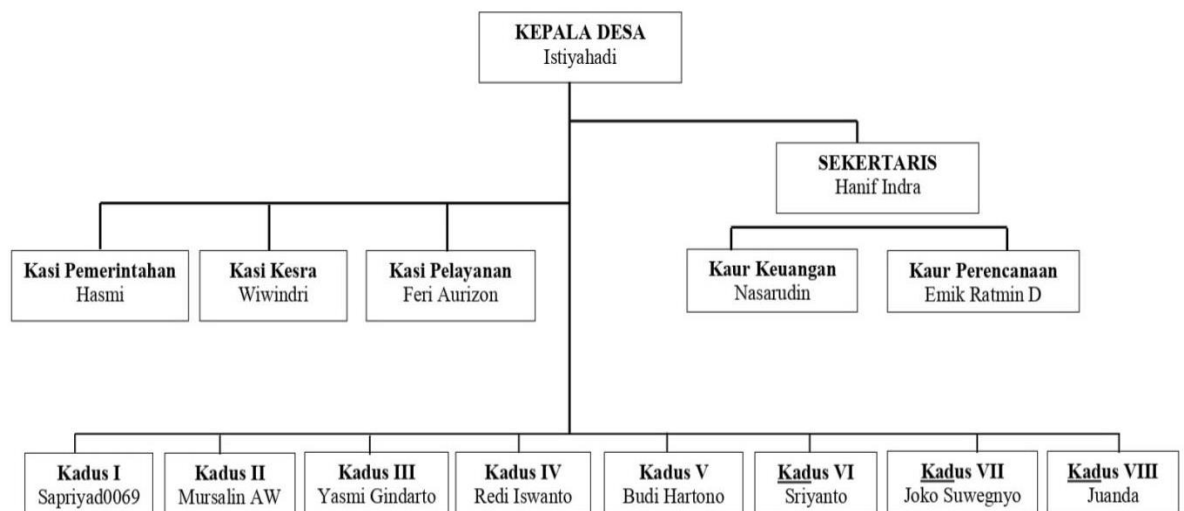 KEPALA DESA
Istiyahadi
SEKERTARIS
Hanif Indra
Kasi Pemerintahan
Hasmi
Kasi Kesra
Wiwindri
Kasi Pelayanan
Feri Aurizon
Kaur Keuangan
Nasarudin
Kaur Perencanaan
Emik Ratmin D
Kadus I
Sapriyad0069
Kadus II
Mursalin AW
Kadus III
Yasmi Gindarto
Kadus IV
Redi Iswanto
Kadus V
Budi Hartono
Kadus VI
Sriyanto
Kadus VII
Joko Suwegnyo
Kadus VIII
Juanda